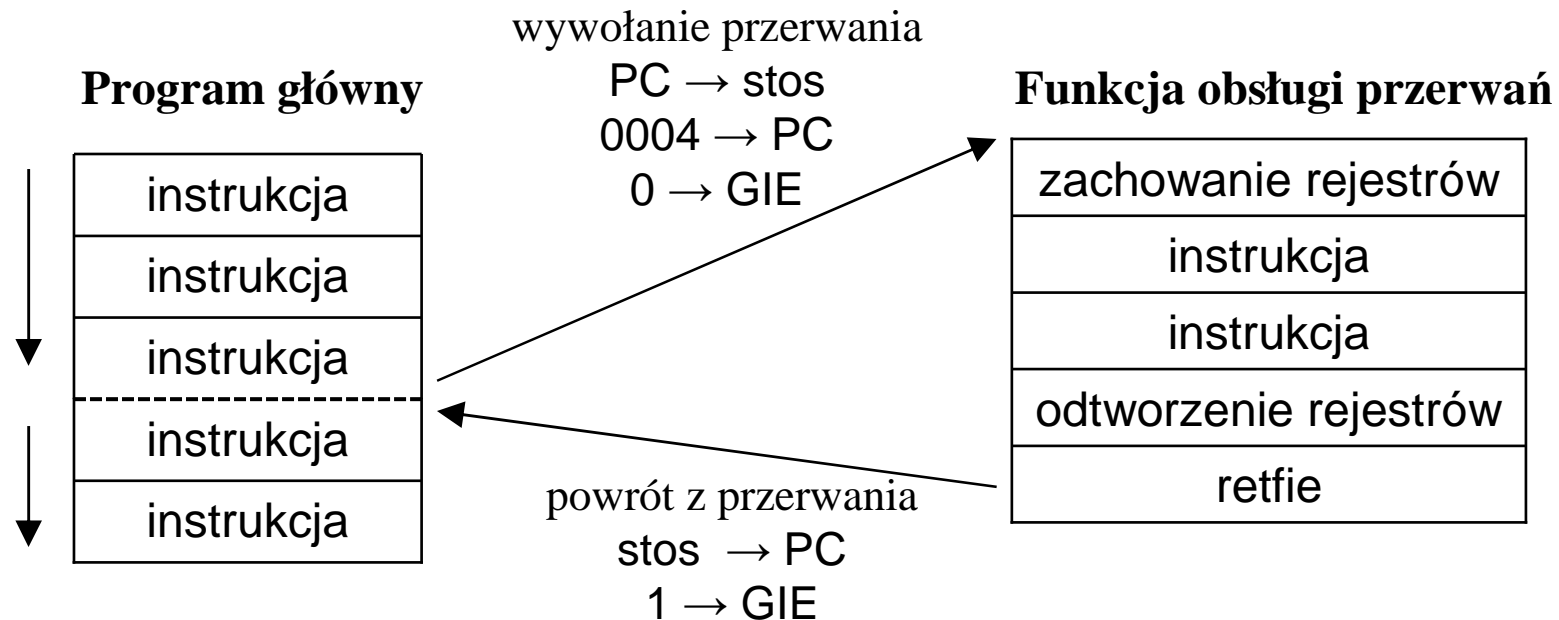 Program główny
instrukcja
instrukcja
instrukcja
instrukcja
instrukcja
wywołanie przerwania
PC → stos
0004 → PC
0 → GIE
Funkcja obsługi przerwań
zachowanie rejestrów
instrukcja
instrukcja
odtworzenie rejestrów
retfie
powrót z przerwania
stos → PC
1 → GIE